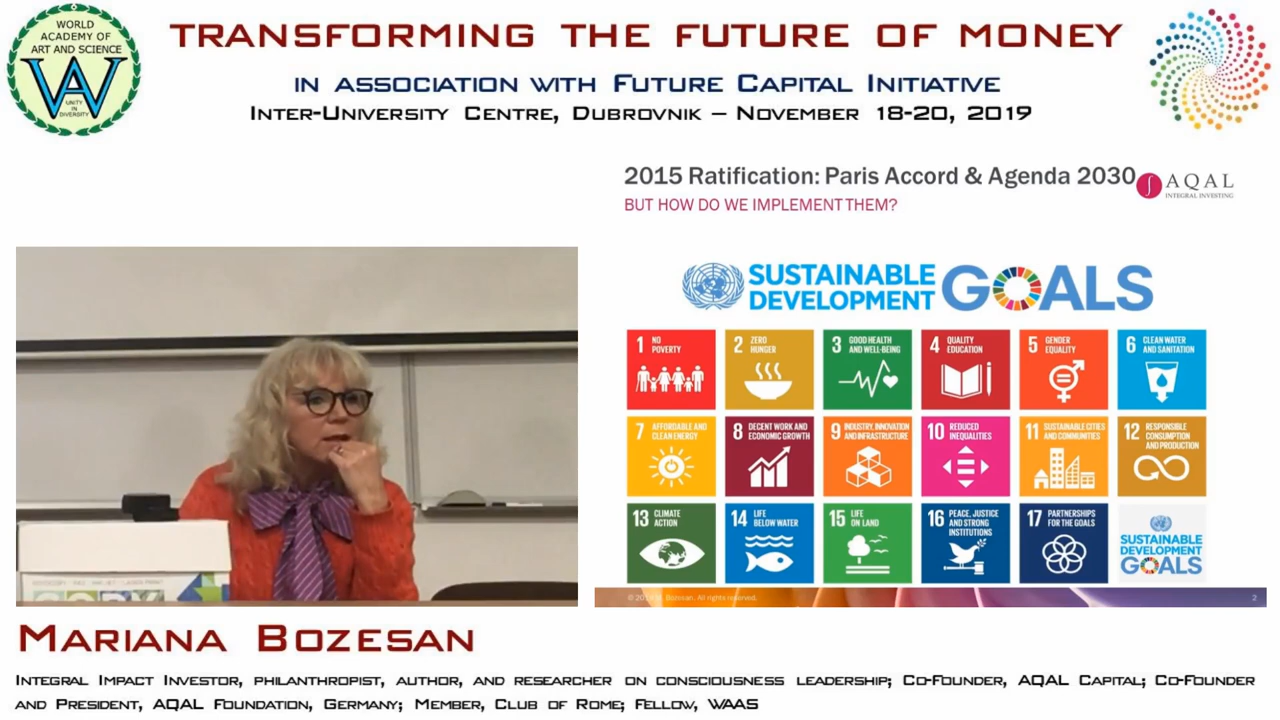 WORLD
ACADEMY OF
ART AND SCIENCE
UNITY
IN
DIVERSITY
TRANSFORMING THE FUTURE OF MONEY
IN ASSOCIATION WITH FUTURE CAPITAL INITIATIVE
INTER-UNIVERSITY CENTRE, DUBROVNIK – NOVEMBER 18-20, 2019
2015 Ratification: Paris Accord & Agenda 2030
BUT HOW DO WE IMPLEMENT THEM?
AQAL
INTEGRAL INVESTING
SUSTAINABLE
DEVELOPMENT
GOALS
1 NO
POVERTY
2 ZERO
HUNGER
3 GOOD HEALTH
AND WELL-BEING
4 QUALITY
EDUCATION
5 GENDER
EQUALITY
6 CLEAN WATER
AND SANITATION
7 AFFORDABLE AND
CLEAN ENERGY
8 DECENT WORK AND
ECONOMIC GROWTH
9 INDUSTRY, INNOVATION
AND INFRASTRUCTURE
10 REDUCED
INEQUALITIES
11 SUSTAINABLE CITIES
AND COMMUNITIES
12 RESPONSIBLE
CONSUMPTION
AND PRODUCTION
13 CLIMATE
ACTION
14 LIFE
BELOW WATER
15 LIFE
ON LAND
16 PEACE, JUSTICE
AND STRONG
INSTITUTIONS
17 PARTNERSHIPS
FOR THE GOALS
SUSTAINABLE
DEVELOPMENT
GOALS
Bozesan. All rights reserved.
2
MARIANA BOZESAN
INTEGRAL IMPACT INVESTOR, PHILANTHROPIST, AUTHOR, AND RESEARCHER ON CONSCIOUSNESS LEADERSHIP; CO-FOUNDER, AQAL CAPITAL; CO-FOUNDER
AND PRESIDENT, AQAL FOUNDATION, GERMANY; MEMBER, CLUB OF ROME; FELLOW, WAAS